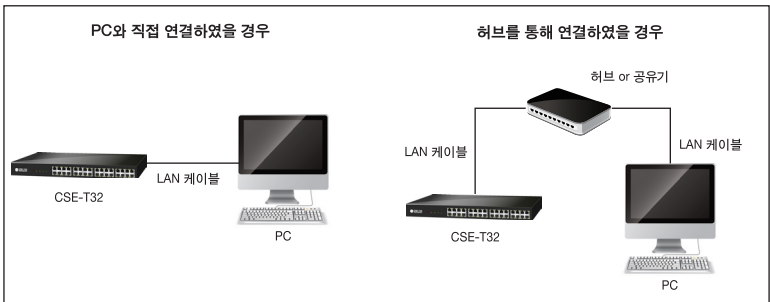 PC와 직접 연결하였을 경우
LAN 케이블
CSE-T32
PC
허브를 통해 연결하였을 경우
허브 or 공유기
LAN 케이블
LAN 케이블
CSE-T32
PC